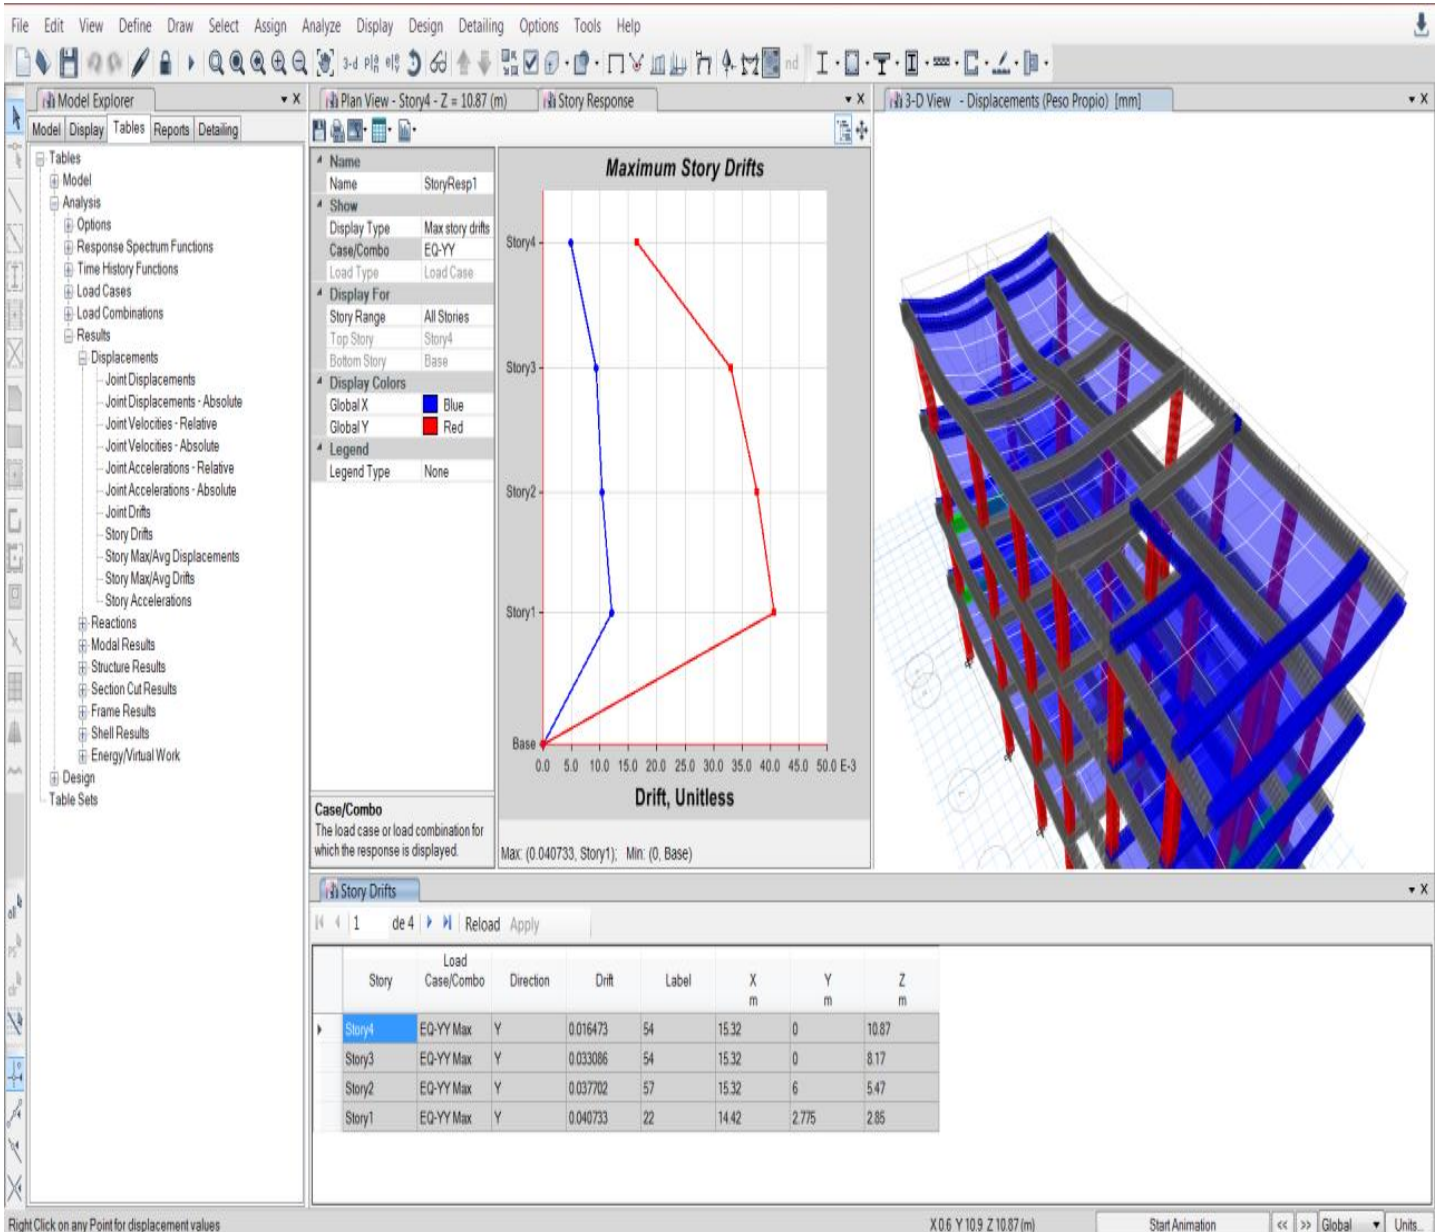 File Edit View Define Draw Select Assign Analyze Display Design Detailing Options Tools Help
3-d nd
Model Explorer
Model Display Tables Reports Detailing
Tables
Model
Analysis
Options
Response Spectrum Functions
Time History Functions
Load Cases
Load Combinations
Results
Displacements
Joint Displacements
Joint Displacements - Absolute
Joint Velocities - Relative
Joint Velocities - Absolute
Joint Accelerations - Relative
Joint Accelerations - Absolute
Joint Drifts
Story Drifts
Story Max/Avg Displacements
Story Max/Avg Drifts
Story Accelerations
Reactions
Modal Results
Structure Results
Section Cut Results
Frame Results
Shell Results
Energy/Virtual Work
Design
Table Sets
Plan View - Story4 - Z = 10.87 (m)
Story Response
Name
Name StoryResp1
Show
Display Type Max story drifts
Case/Combo EQ-YY
Load Type Load Case
Display For
Story Range All Stories
Top Story Story4
Bottom Story Base
Display Colors
Global X Blue
Global Y Red
Legend
Legend Type None
Case/Combo
The load case or load combination for
which the response is displayed.
Maximum Story Drifts
Story4
Story3
Story2
Story1
Base
0.0 5.0 10.0 15.0 20.0 25.0 30.0 35.0 40.0 45.0 50.0 E-3
Drift, Unitless
Max: (0.040733, Story1); Min: (0, Base)
3-D View - Displacements (Peso Propio) [mm]
Story Drifts
1 de 4 Reload Apply
Story Load Case/Combo Direction Drift Label X m Y m Z m
Story4 EQ-YY Max Y 0.016473 54 15.32 0 10.87
Story3 EQ-YY Max Y 0.033086 54 15.32 0 8.17
Story2 EQ-YY Max Y 0.037702 57 15.32 6 5.47
Story1 EQ-YY Max Y 0.040733 22 14.42 2.775 2.85
all
clr
Right Click on any Point for displacement values
X 0.6 Y 10.9 Z 10.87 (m)
Start Animation << >> Global Units...